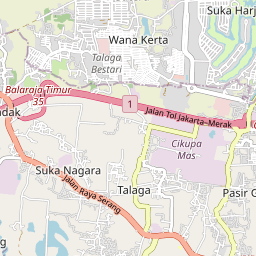 Suka Harj
Wana Kerta
Talaga
Bestari
Balaraja Timur
35
1
Jalan Tol Jakarta-Merak
dak
Cikupa
Mas
Suka Nagara
Jalan Raya Serang
Talaga
Pasir G
g